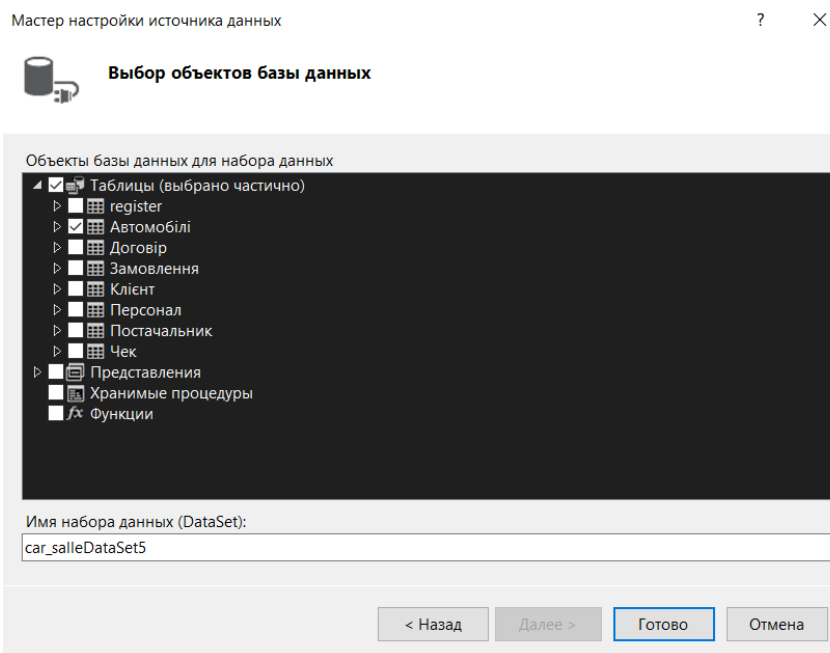 Мастер настройки источника данных
?
Выбор объектов базы данных
Объекты базы данных для набора данных
Таблицы (выбрано частично)
register
Автомобілі
Договір
Замовлення
Клієнт
Персонал
Постачальник
Чек
Представления
Хранимые процедуры
fx Функции
Имя набора данных (DataSet):
car_salleDataSet5
< Назад Далее > Готово Отмена